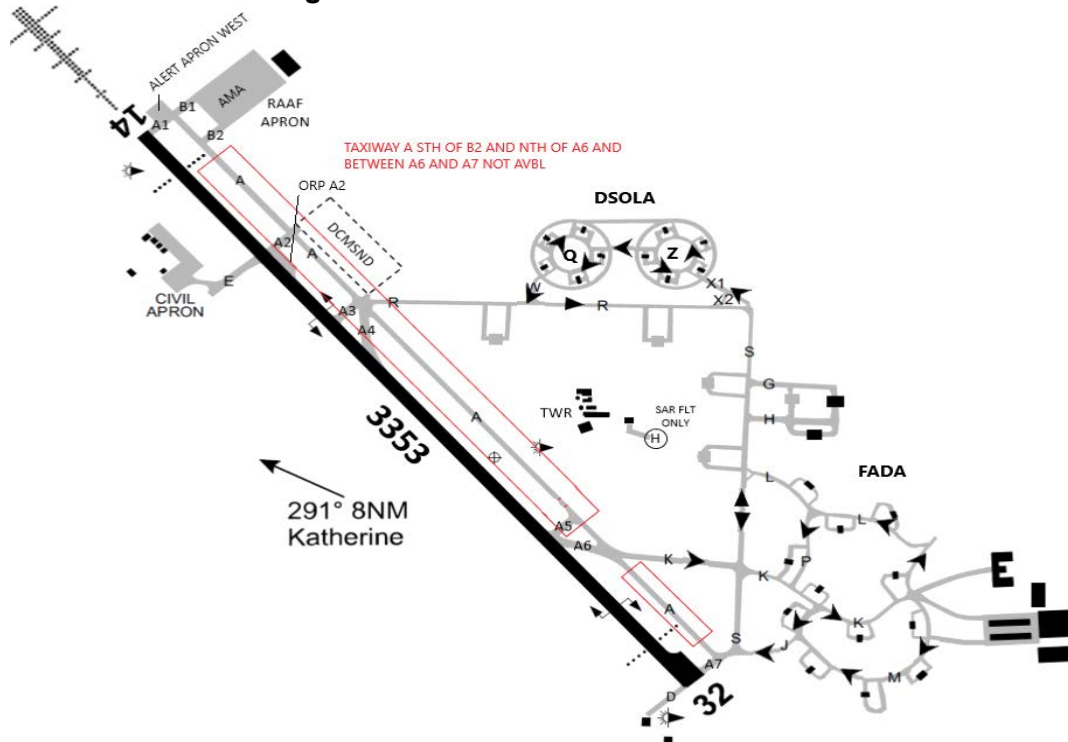 ALERT APRON WEST
14
A1
B1
AMA
RAAF
APRON
B2
TAXIWAY A STH OF B2 AND NTH OF A6 AND
BETWEEN A6 AND A7 NOT AVBL
A
ORP A2
DCMSND
DSOLA
A2
A
E
CIVIL
APRON
Q
Z
W
X1
X2
R
R
A3
A4
S
G
H
TWR
SAR FLT
ONLY
H
A
3353
291° 8NM
Katherine
FADA
L
L
A5
A6
K
K
P
K
A
S
J
M
A7
D
32